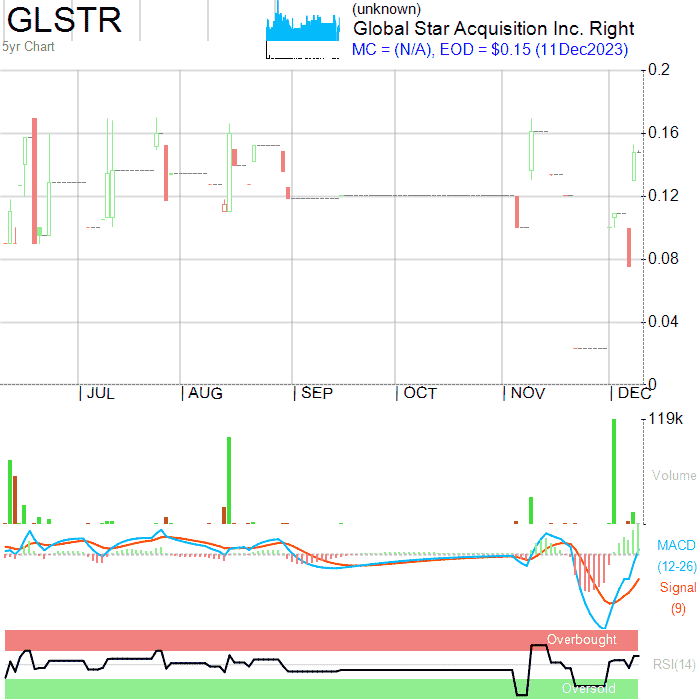 GLSTR
5yr Chart
(unknown)
Global Star Acquisition Inc. Right
MC = (N/A), EOD = $0.15 (11Dec2023)
0.2
0.16
0.12
0.08
0.04
0
JUL AUG SEP OCT NOV DEC
119k
Volume
MACD
(12-26)
Signal
(9)
Overbought
RSI(14)
Oversold